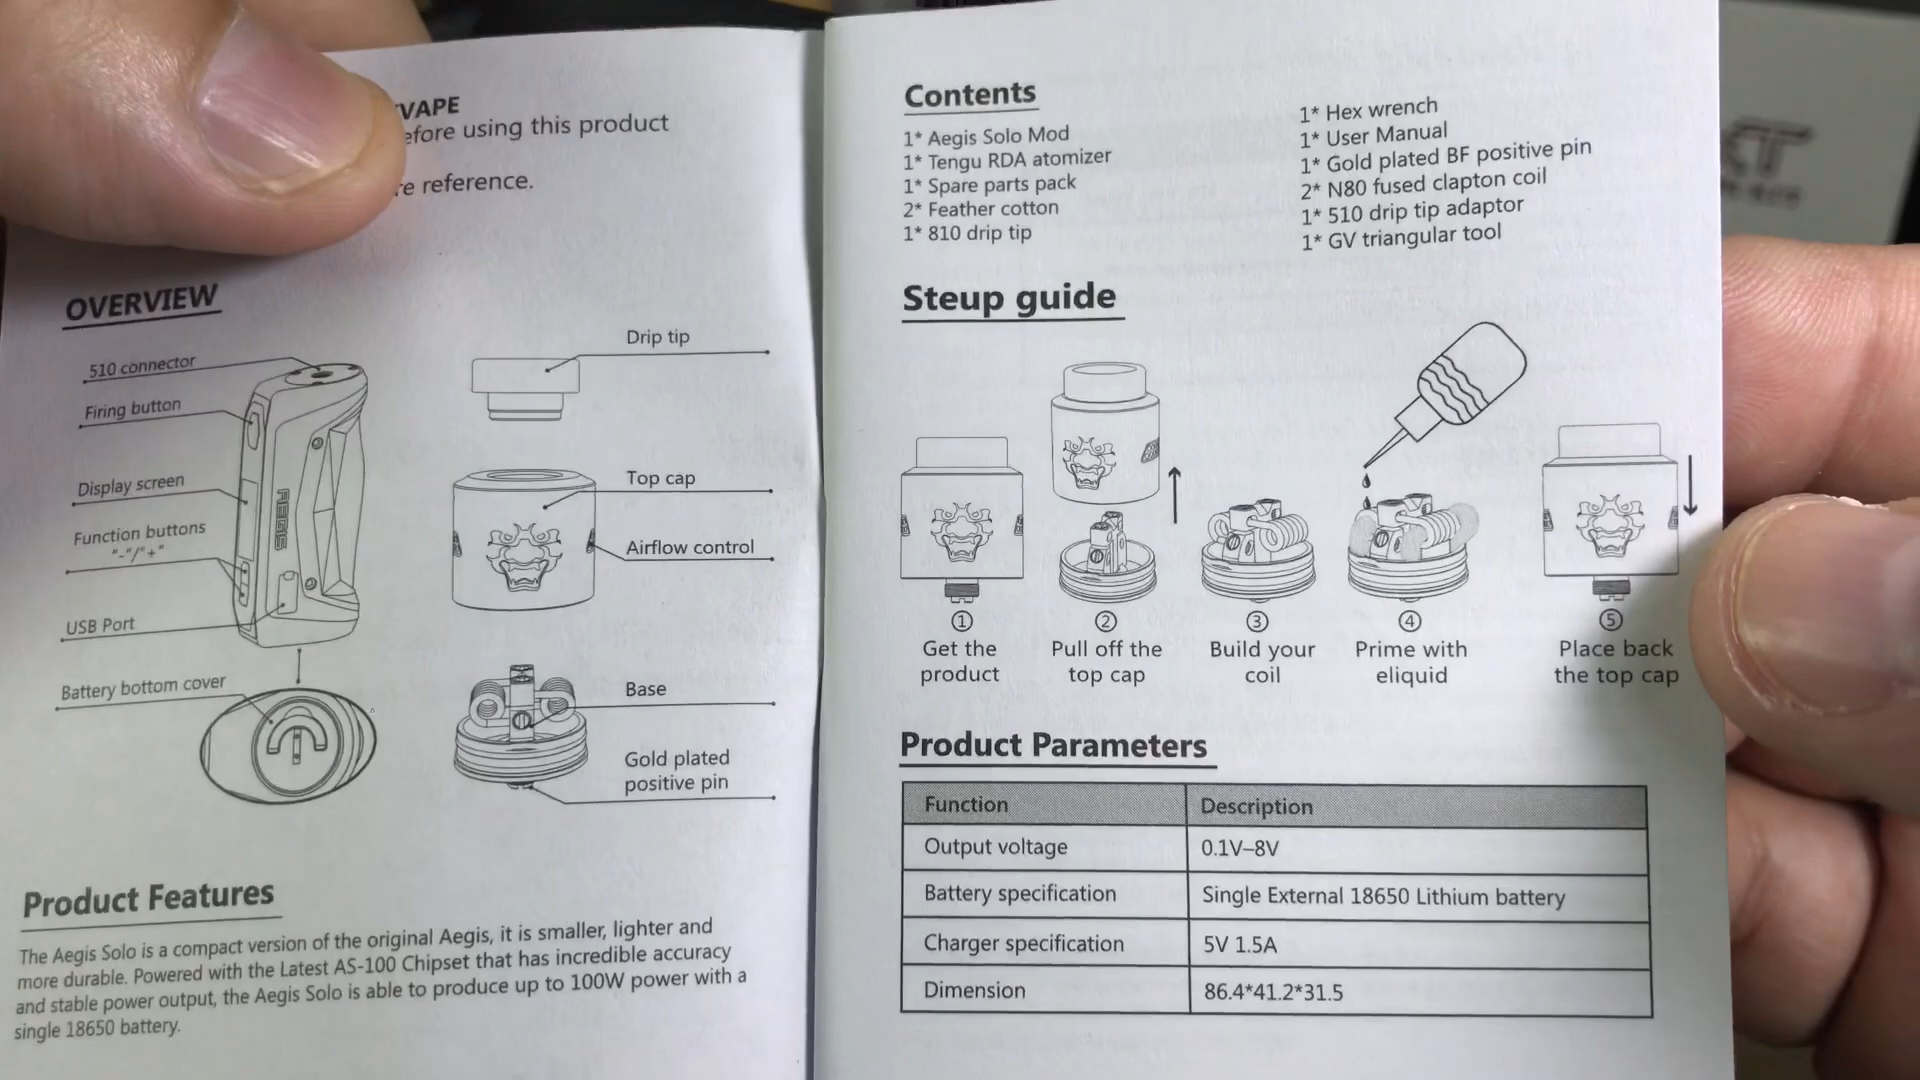 VAPE
efore using this product
e reference.
OVERVIEW
510 connector
Firing button
Display screen
Function buttons
"-"/"+"
USB Port
Battery bottom cover
AEGIS
Drip tip
Top cap
Airflow control
Base
Gold plated
positive pin
Product Features
The Aegis Solo is a compact version of the original Aegis, it is smaller, lighter and
more durable. Powered with the Latest AS-100 Chipset that has incredible accuracy
and stable power output, the Aegis Solo is able to produce up to 100W power with a
single 18650 battery.
Contents
1* Aegis Solo Mod
1* Tengu RDA atomizer
1* Spare parts pack
2* Feather cotton
1* 810 drip tip
1* Hex wrench
1* User Manual
1* Gold plated BF positive pin
2* N80 fused clapton coil
1* 510 drip tip adaptor
1* GV triangular tool
Steup guide
① Get the
product
② Pull off the
top cap
③ Build your
coil
④ Prime with
eliquid
⑤ Place back
the top cap
Product Parameters
Function Description
Output voltage 0.1V–8V
Battery specification Single External 18650 Lithium battery
Charger specification 5V 1.5A
Dimension 86.4*41.2*31.5